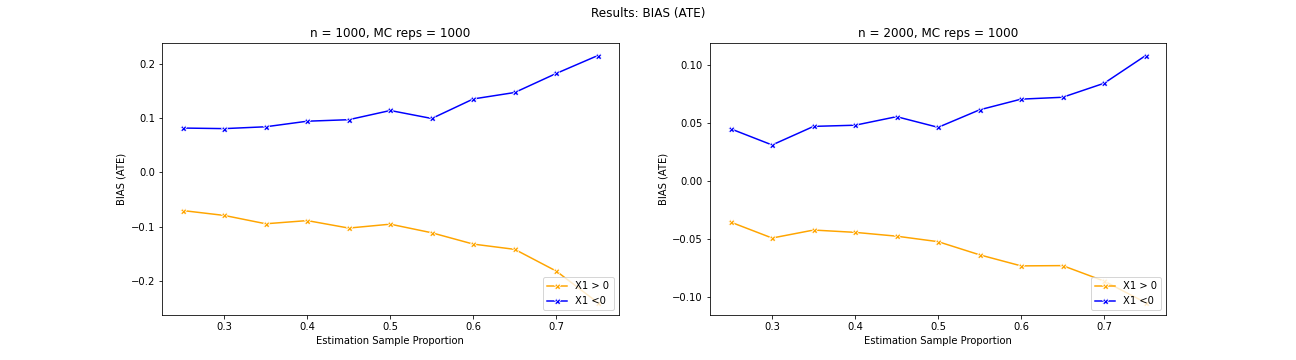 Results: BIAS (ATE)
n = 1000, MC reps = 1000
BIAS (ATE)
0.2
0.1
0.0
−0.1
−0.2
0.3
0.4
0.5
0.6
0.7
Estimation Sample Proportion
X1 > 0
X1 <0
n = 2000, MC reps = 1000
BIAS (ATE)
0.10
0.05
0.00
−0.05
−0.10
0.3
0.4
0.5
0.6
0.7
Estimation Sample Proportion
X1 > 0
X1 <0